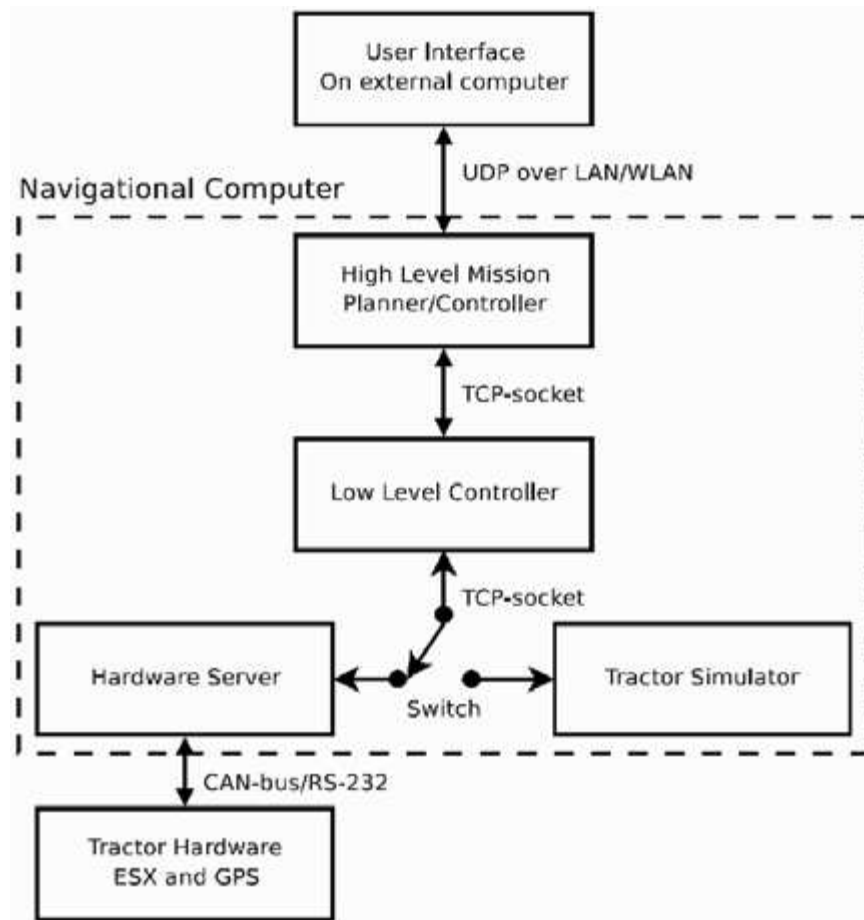 User Interface
On external computer
UDP over LAN/WLAN
Navigational Computer
High Level Mission
Planner/Controller
TCP-socket
Low Level Controller
TCP-socket
Hardware Server
Tractor Simulator
Switch
CAN-bus/RS-232
Tractor Hardware
ESX and GPS